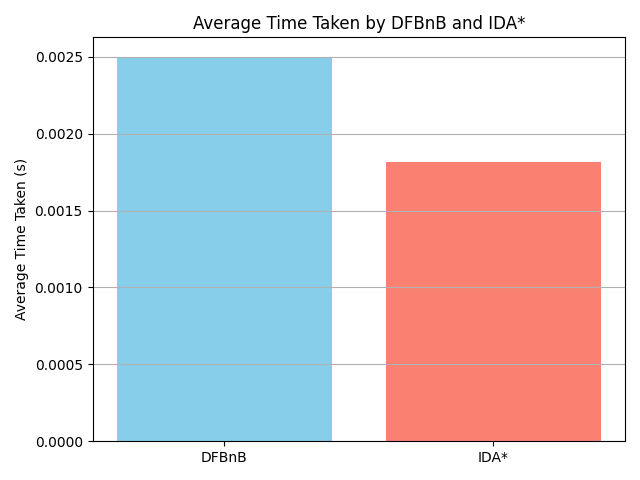 Average Time Taken by DFBnB and IDA*
Average Time Taken (s)
0.0025
0.0020
0.0015
0.0010
0.0005
0.0000
DFBnB
IDA*